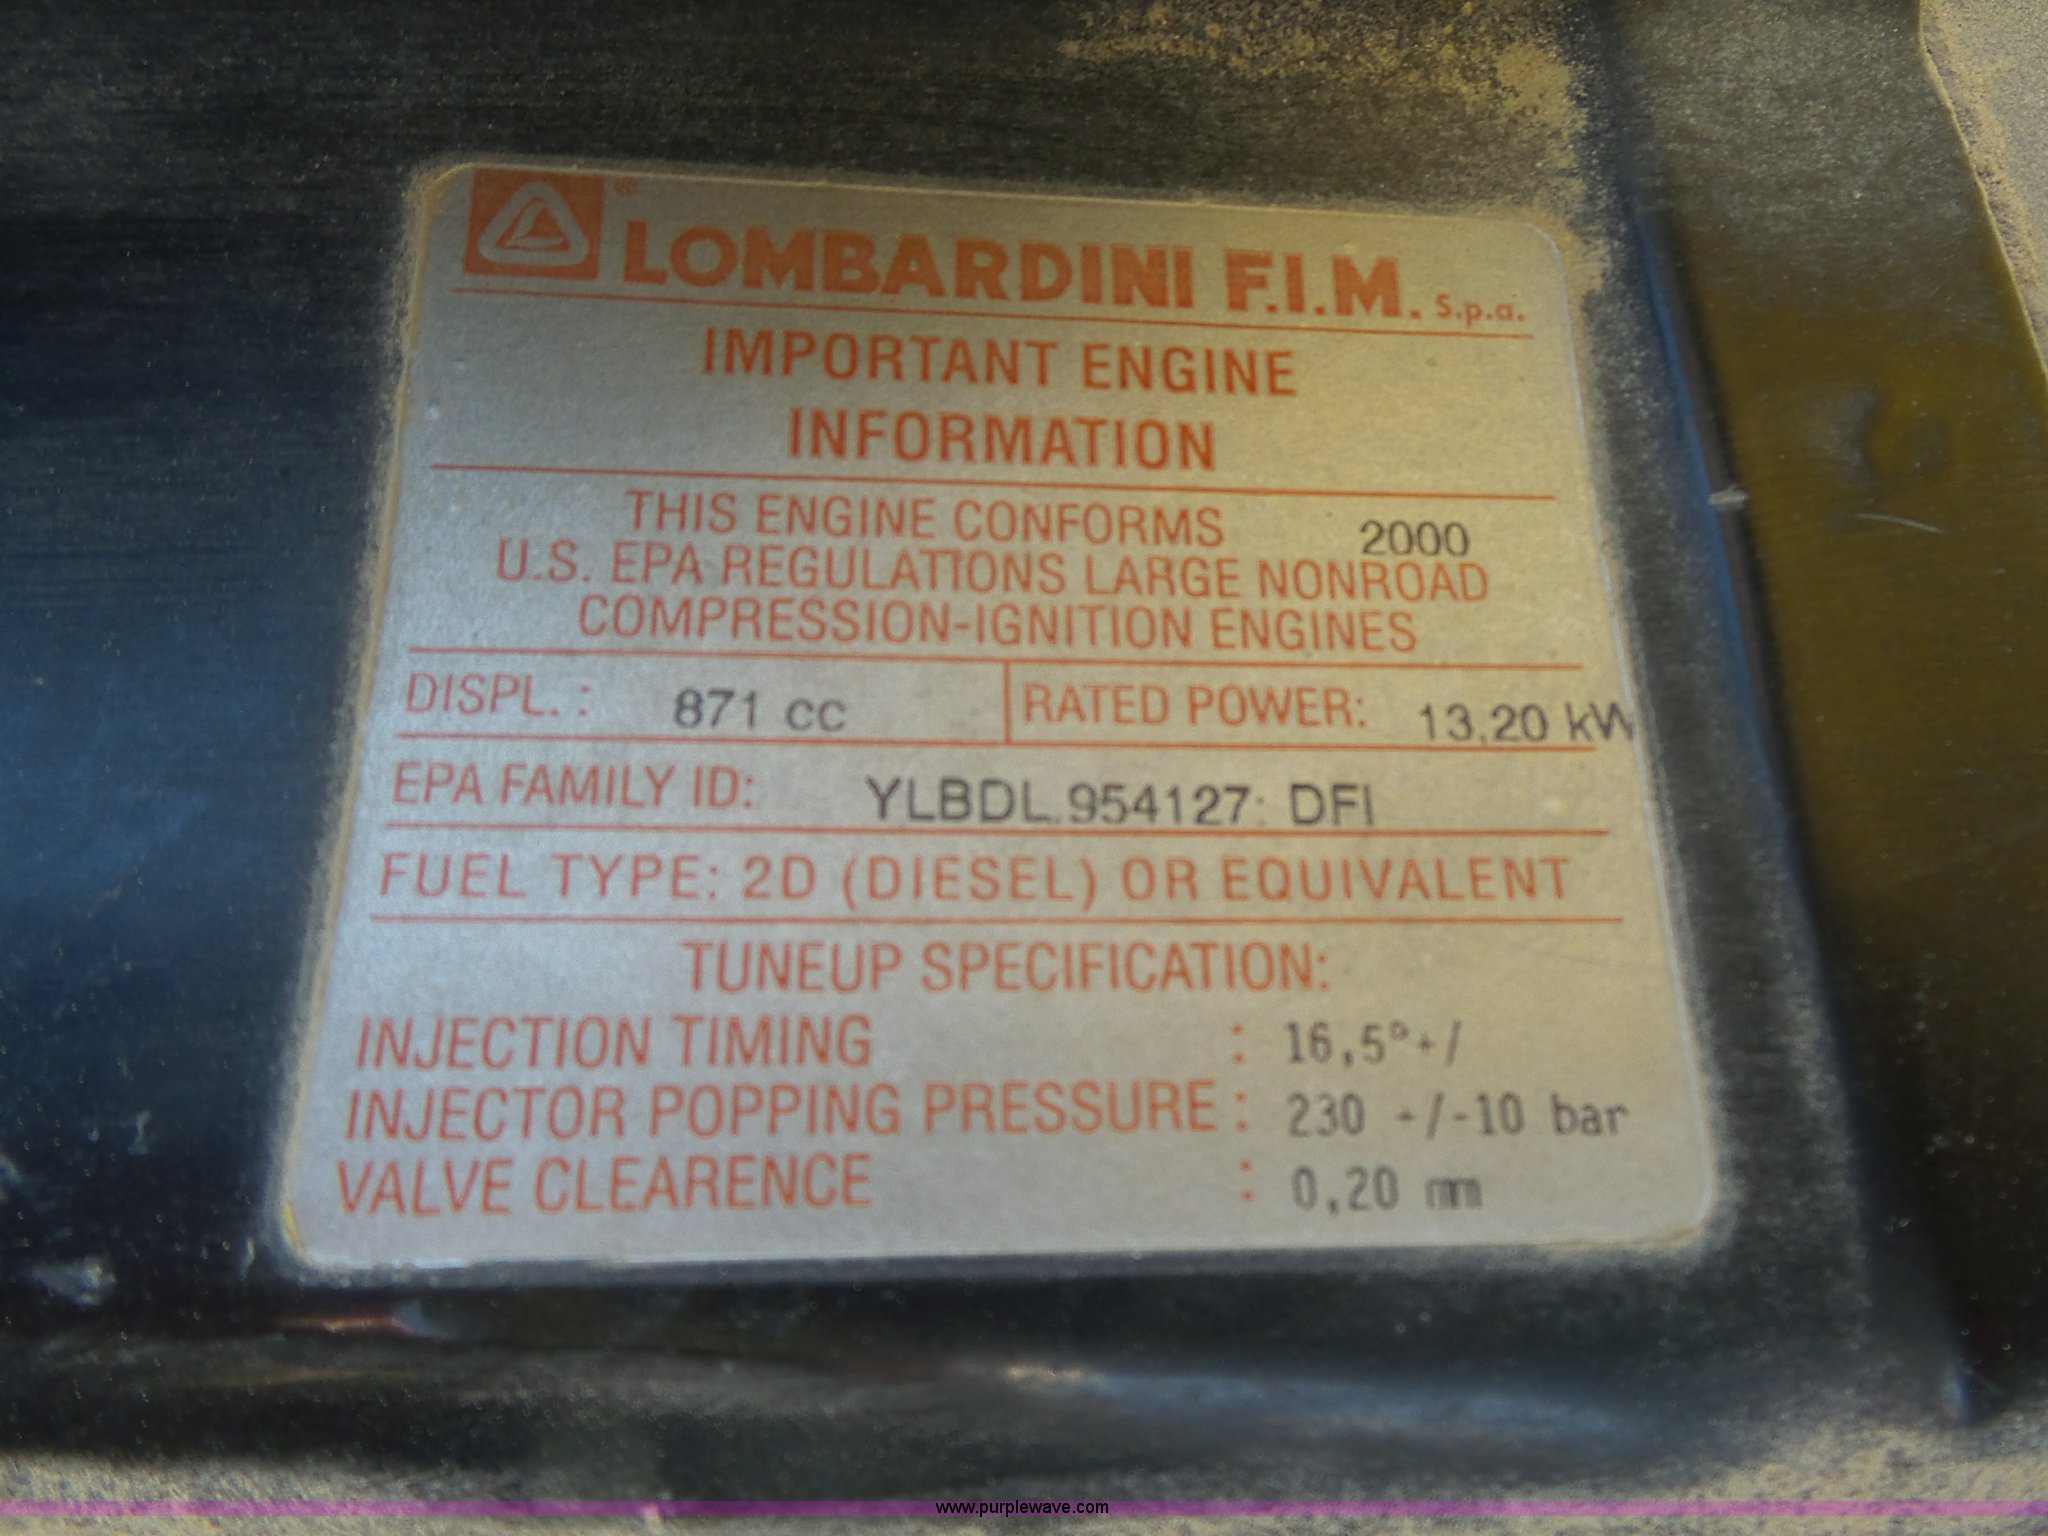 ® LOMBARDINI F.I.M. S.p.a.
IMPORTANT ENGINE
INFORMATION
THIS ENGINE CONFORMS 2000
U.S. EPA REGULATIONS LARGE NONROAD
COMPRESSION-IGNITION ENGINES
DISPL. : 871 cc RATED POWER: 13,20 kW
EPA FAMILY ID: YLBDL.954127: DFI
FUEL TYPE: 2D (DIESEL) OR EQUIVALENT
TUNEUP SPECIFICATION:
INJECTION TIMING : 16,5°+/
INJECTOR POPPING PRESSURE : 230 +/-10 bar
VALVE CLEARENCE : 0,20 mm
www.purplewave.com